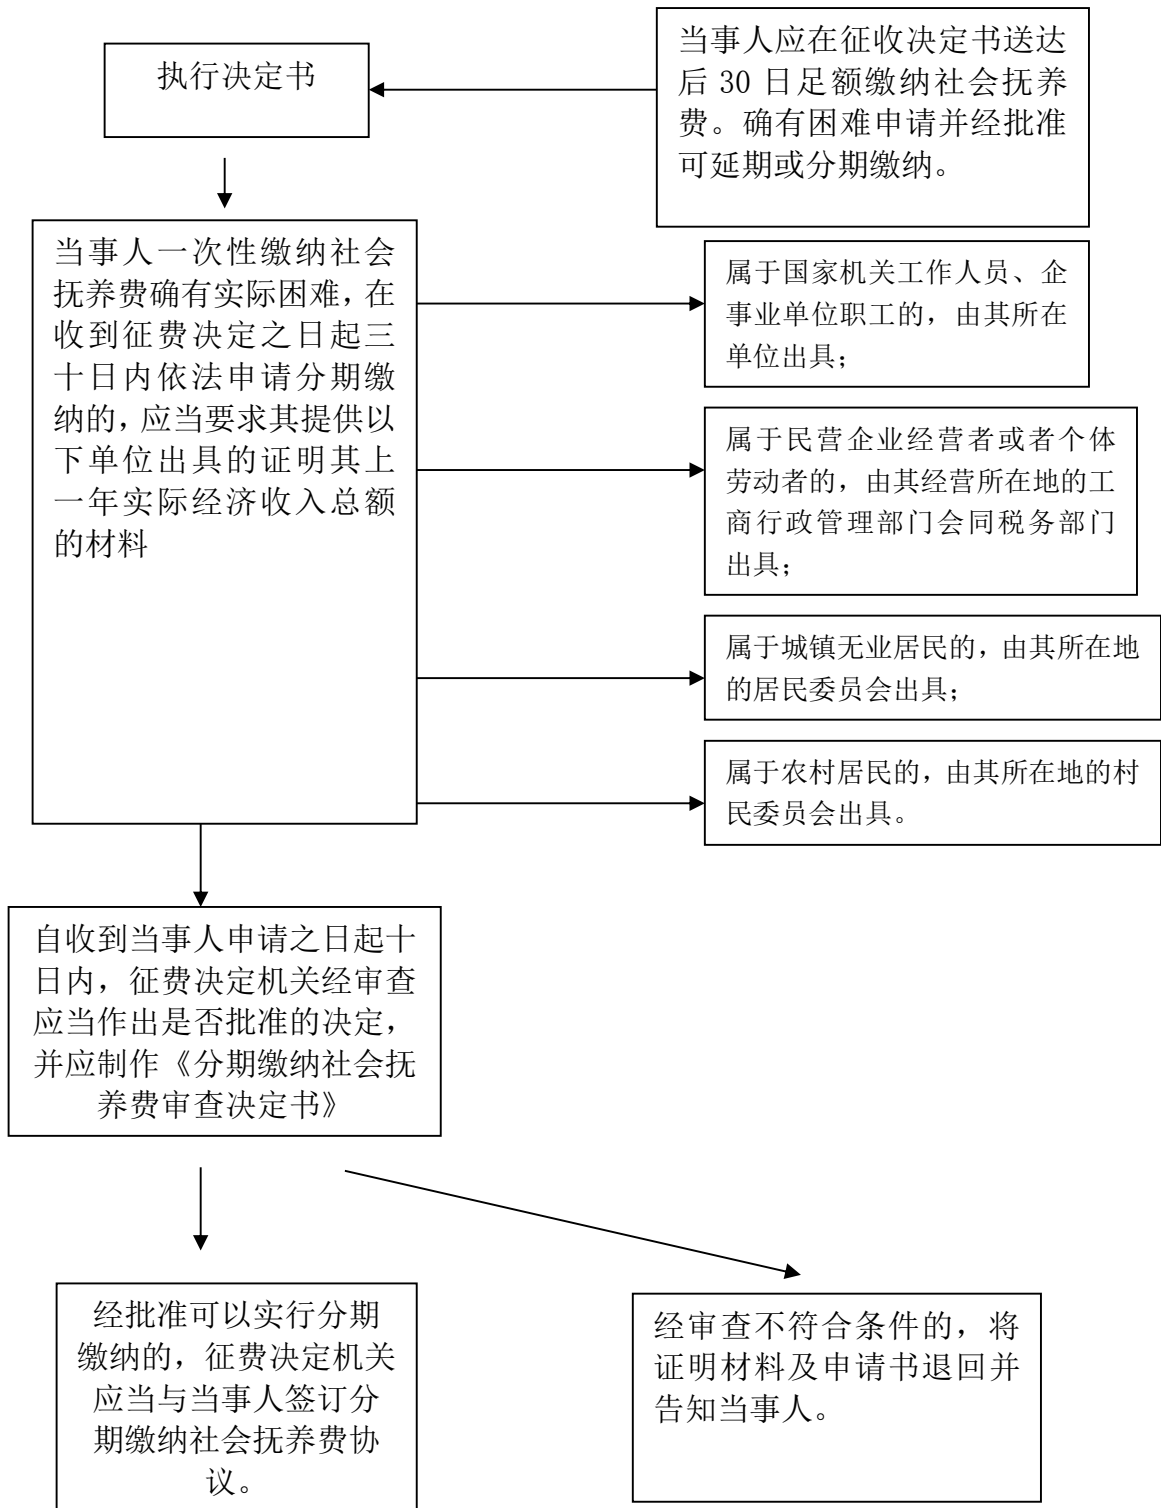 执行决定书
当事人应在征收决定书送达
后 30 日足额缴纳社会抚养
费。确有困难申请并经批准
可延期或分期缴纳。
当事人一次性缴纳社会
抚养费确有实际困难，在
收到征费决定之日起三
十日内依法申请分期缴
纳的，应当要求其提供以
下单位出具的证明其上
一年实际经济收入总额
的材料
属于国家机关工作人员、企
事业单位职工的，由其所在
单位出具；
属于民营企业经营者或者个体
劳动者的，由其经营所在地的工
商行政管理部门会同税务部门
出具；
属于城镇无业居民的，由其所在地
的居民委员会出具；
属于农村居民的，由其所在地的村
民委员会出具。
自收到当事人申请之日起十
日内，征费决定机关经审查
应当作出是否批准的决定，
并应制作《分期缴纳社会抚
养费审查决定书》
经批准可以实行分期
缴纳的，征费决定机关
应当与当事人签订分
期缴纳社会抚养费协
议。
经审查不符合条件的，将
证明材料及申请书退回并
告知当事人。